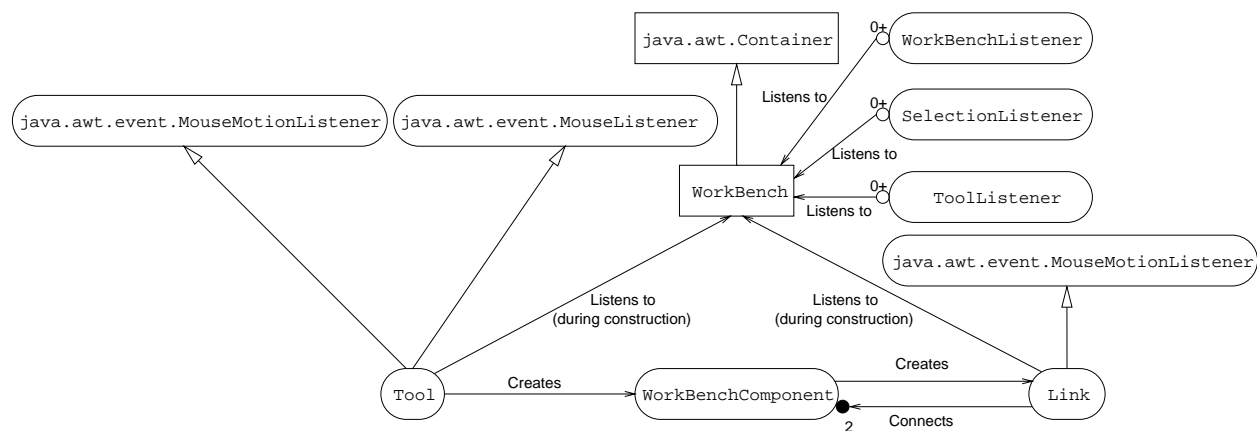 0+
WorkBenchListener
java.awt.Container
Listens to
0+
SelectionListener
java.awt.event.MouseMotionListener
java.awt.event.MouseListener
Listens to
WorkBench
0+
ToolListener
Listens to
java.awt.event.MouseMotionListener
Listens to
(during construction)
Listens to
(during construction)
Tool
Creates
WorkBenchComponent
Creates
Link
2
Connects